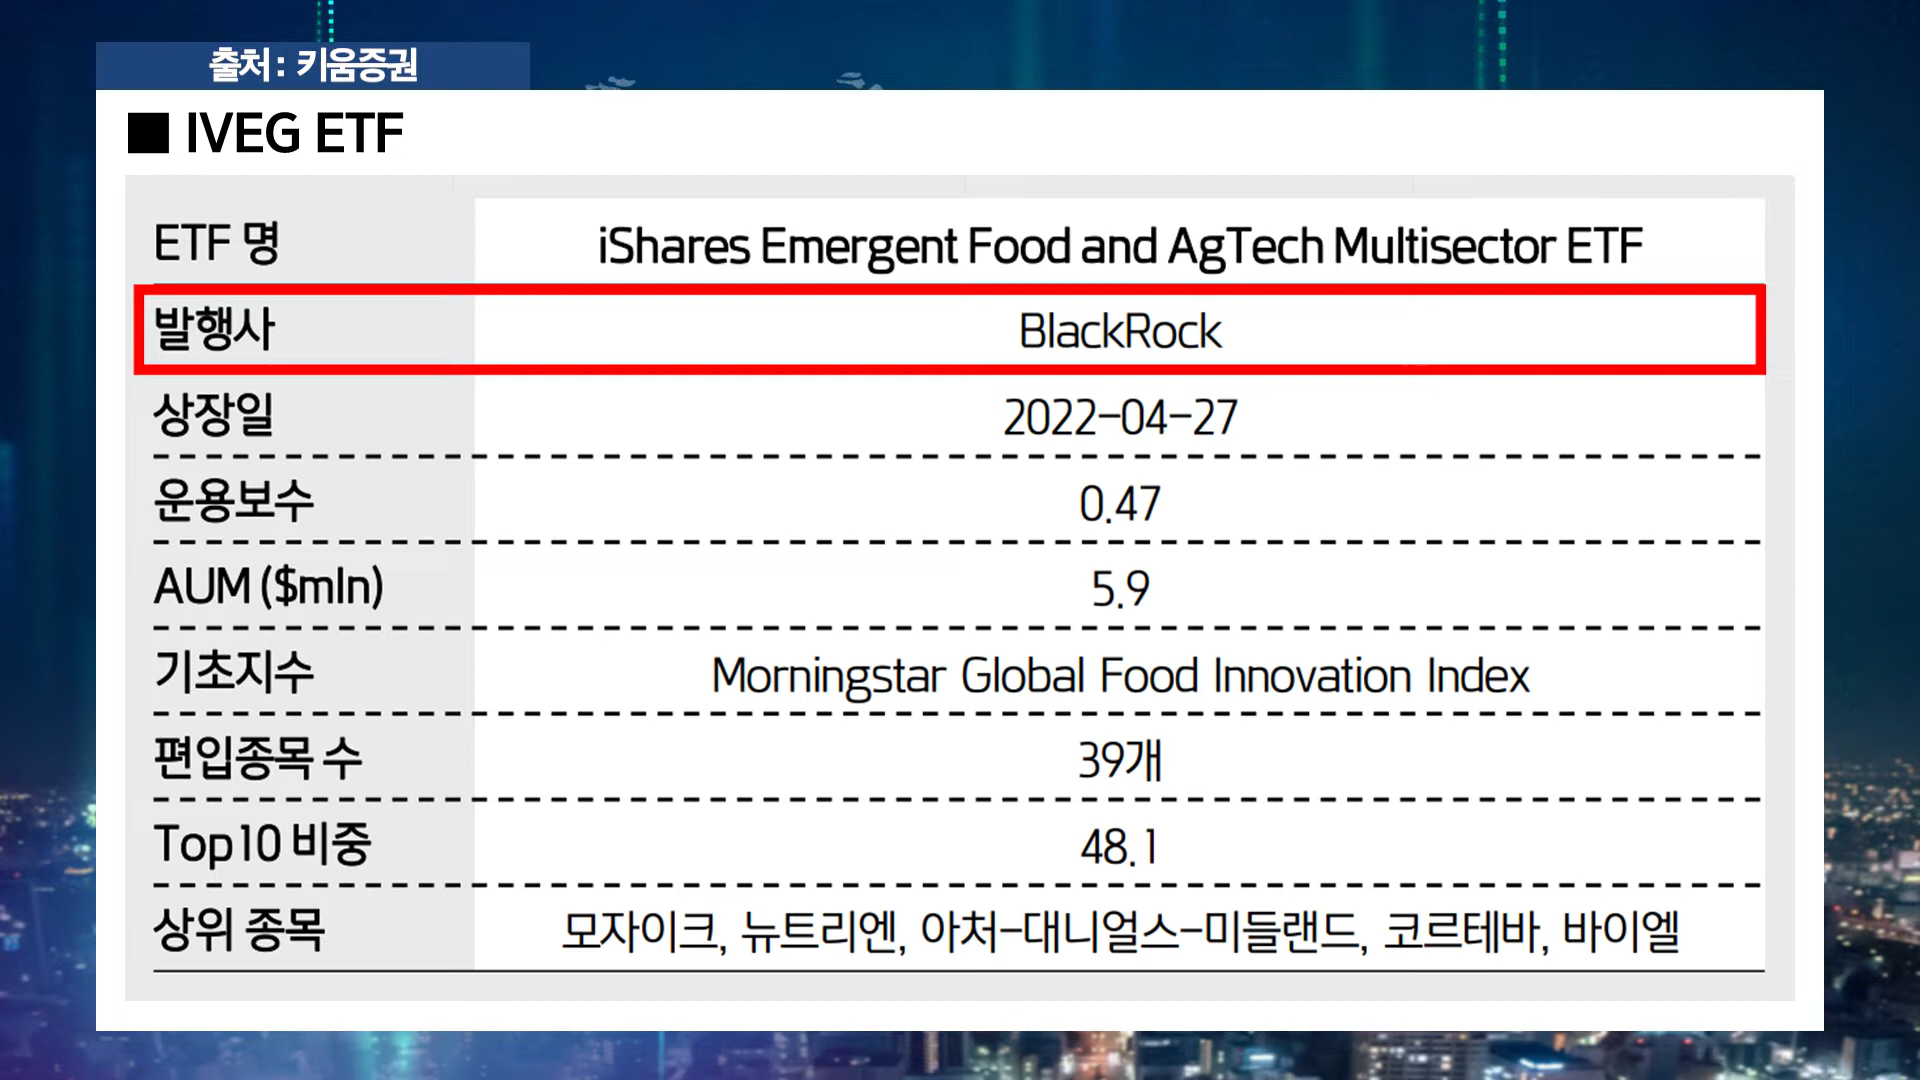 출처 : 키움증권
■ IVEG ETF
ETF 명 iShares Emergent Food and AgTech Multisector ETF
발행사 BlackRock
상장일 2022-04-27
운용보수 0.47
AUM ($mln) 5.9
기초지수 Morningstar Global Food Innovation Index
편입종목 수 39개
Top10 비중 48.1
상위 종목 모자이크, 뉴트리엔, 아처-대니얼스-미들랜드, 코르테바, 바이엘